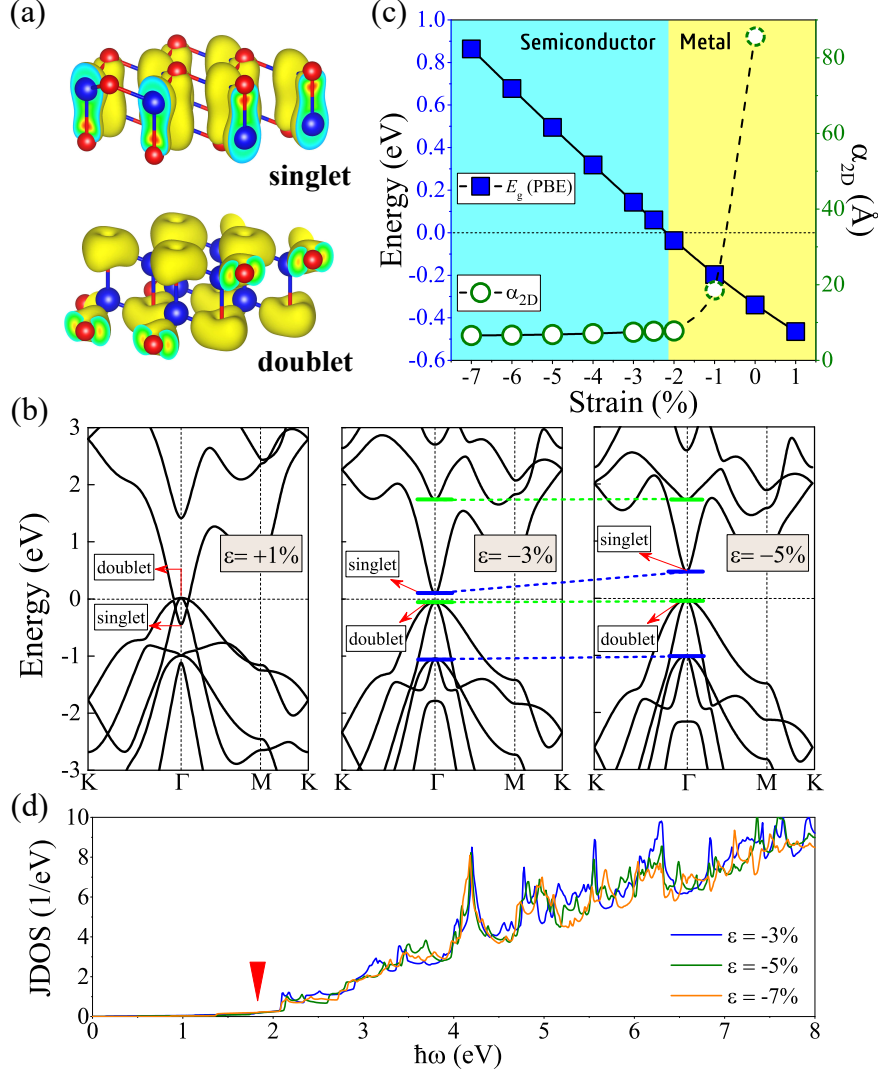 (a)
singlet
doublet
(c)
Semiconductor Metal
E_g (PBE)
α_2D
Energy (eV)
1.0
0.8
0.6
0.4
0.2
0.0
-0.2
-0.4
-0.6
-7 -6 -5 -4 -3 -2 -1 0 1
Strain (%)
80
60
40
20
0
α_2D (Å)
(b)
Energy (eV)
3
2
1
0
-1
-2
-3
doublet
singlet
ε= +1%
K Γ M K
singlet
doublet
ε= −3%
K Γ M K
singlet
doublet
ε= −5%
K Γ M K
(d)
JDOS (1/eV)
10
8
6
4
2
0
ε = -3%
ε = -5%
ε = -7%
0 1 2 3 4 5 6 7 8
ħω (eV)